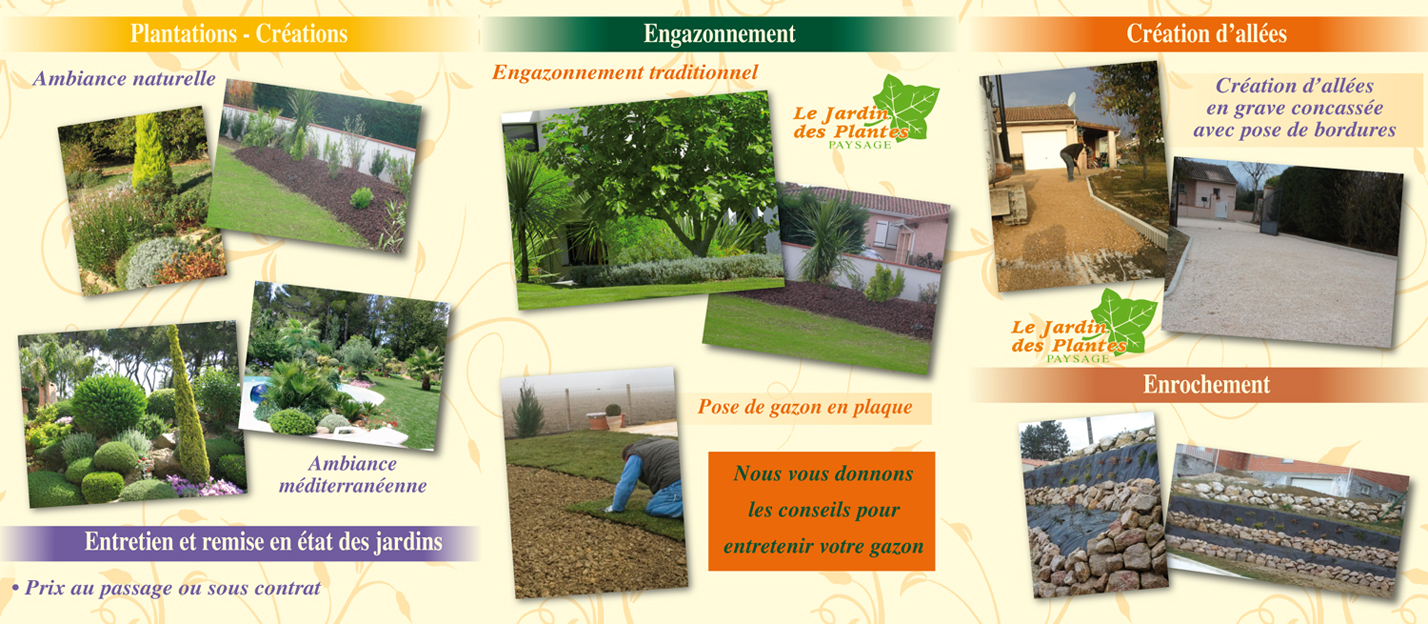 Plantations - Créations
Ambiance naturelle
Ambiance
méditerranéenne
Entretien et remise en état des jardins
• Prix au passage ou sous contrat
Engazonnement
Engazonnement traditionnel
Le Jardin
des Plantes
PAYSAGE
Pose de gazon en plaque
Nous vous donnons
les conseils pour
entretenir votre gazon
Création d’allées
Création d’allées
en grave concassée
avec pose de bordures
Le Jardin
des Plantes
PAYSAGE
Enrochement